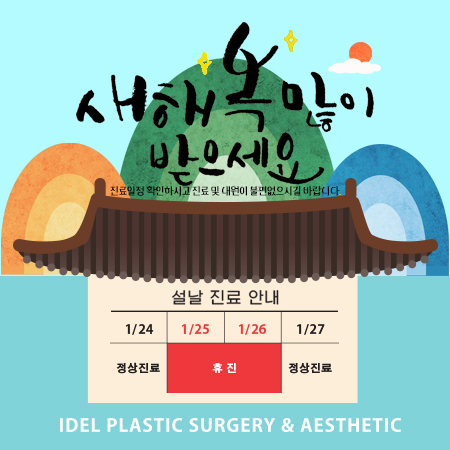 새해 복 많이
받으세요
진료일정 확인하시고 진료 및 대원이 불편없으시길 바랍니다
설날 진료 안내
1/24 1/25 1/26 1/27
정상진료 휴 진 정상진료
IDEL PLASTIC SURGERY & AESTHETIC